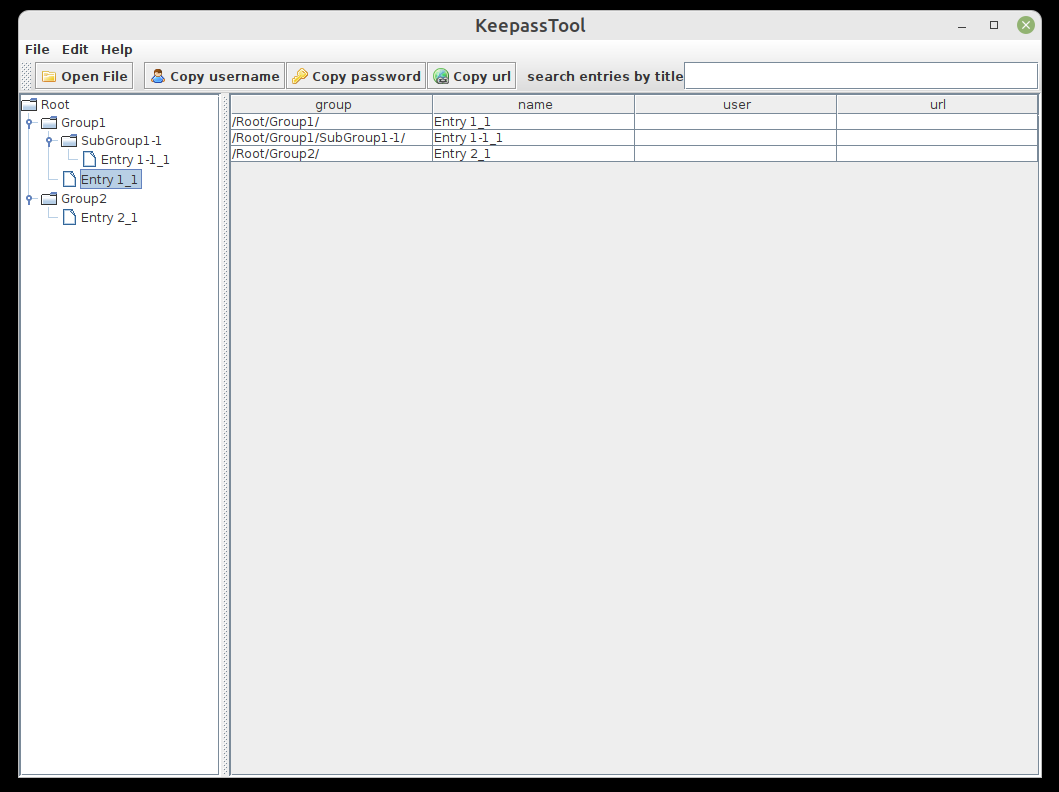 KeepassTool
File Edit Help
Open File Copy username Copy password Copy url search entries by title
Root
Group1
SubGroup1-1
Entry 1-1_1
Entry 1_1
Group2
Entry 2_1
group name user url
/Root/Group1/ Entry 1_1
/Root/Group1/SubGroup1-1/ Entry 1-1_1
/Root/Group2/ Entry 2_1